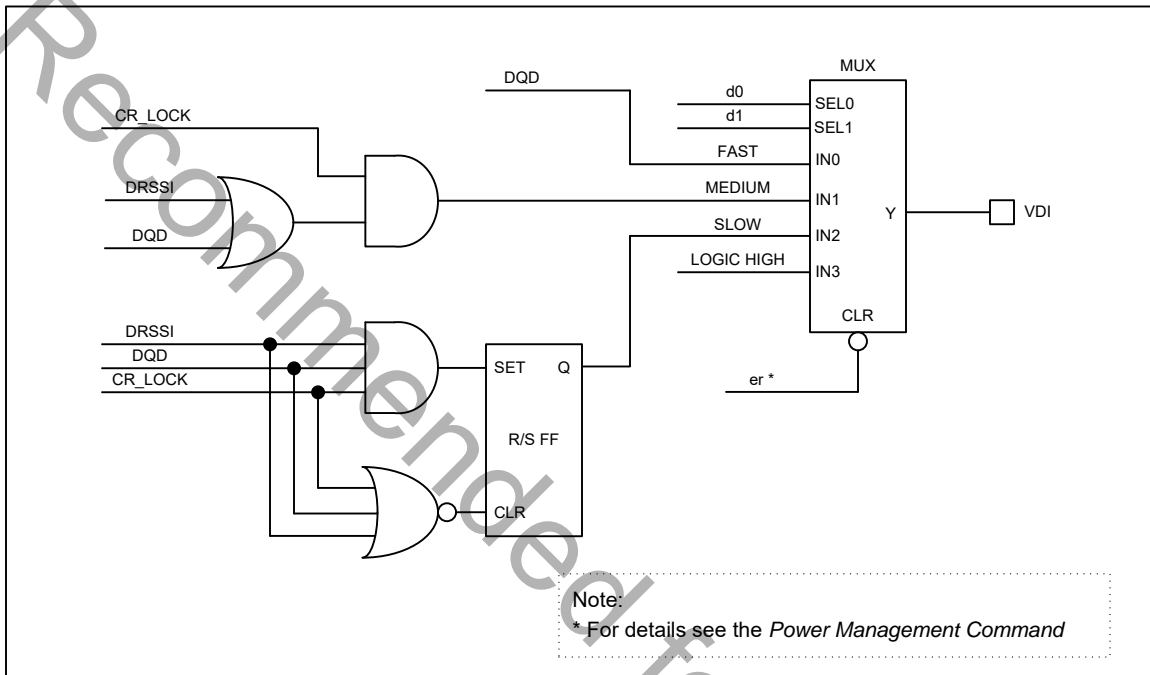 MUX
DQD
d0
SEL0
CR_LOCK
d1
SEL1
FAST
IN0
DRSSI
MEDIUM
IN1
Y
VDI
DQD
SLOW
IN2
LOGIC HIGH
IN3
CLR
DRSSI
DQD
SET
Q
CR_LOCK
er *
R/S FF
CLR
Note:
* For details see the Power Management Command
Recommended